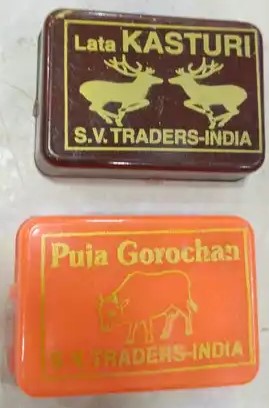 Lata KASTURI
S.V. TRADERS-INDIA
Puja Gorochan
S.V. TRADERS-INDIA